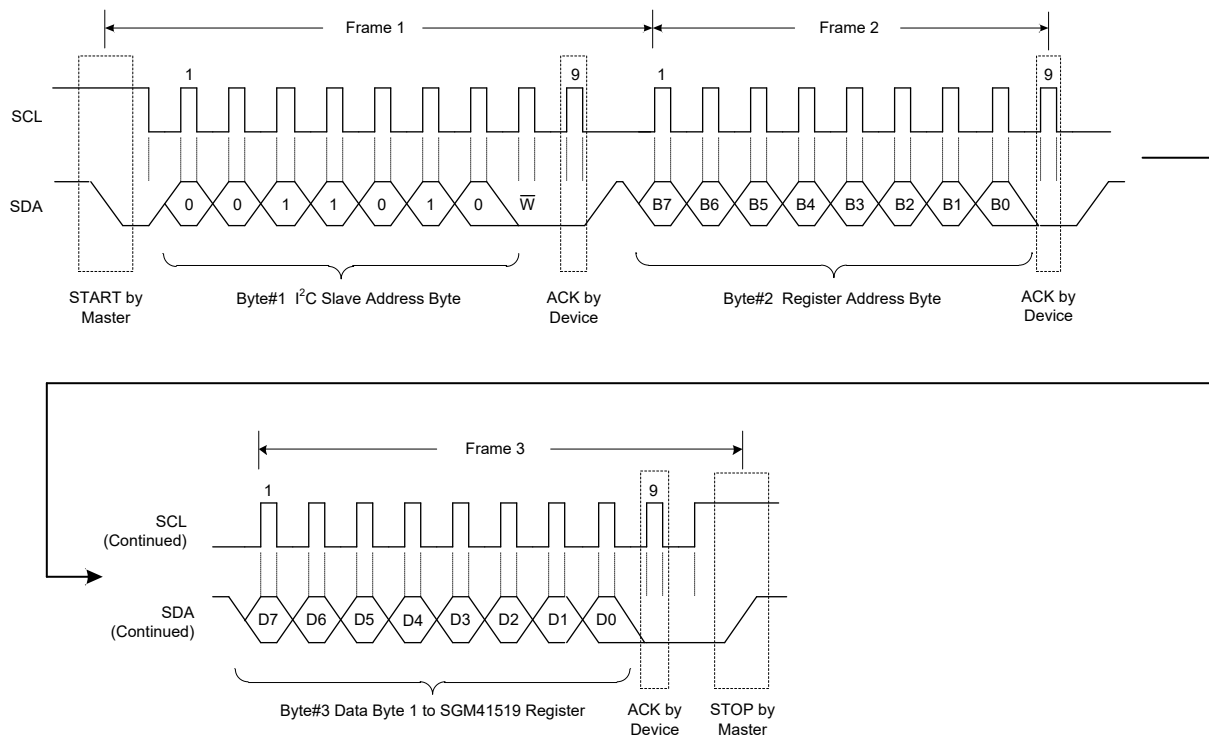 Frame 1
Frame 2
1
9
1
9
SCL
SDA
0 0 1 1 0 1 0 W̅
B7 B6 B5 B4 B3 B2 B1 B0
START by
Master
Byte#1 I²C Slave Address Byte
ACK by
Device
Byte#2 Register Address Byte
ACK by
Device
Frame 3
1
9
SCL
(Continued)
SDA
(Continued)
D7 D6 D5 D4 D3 D2 D1 D0
Byte#3 Data Byte 1 to SGM41519 Register
ACK by
Device
STOP by
Master